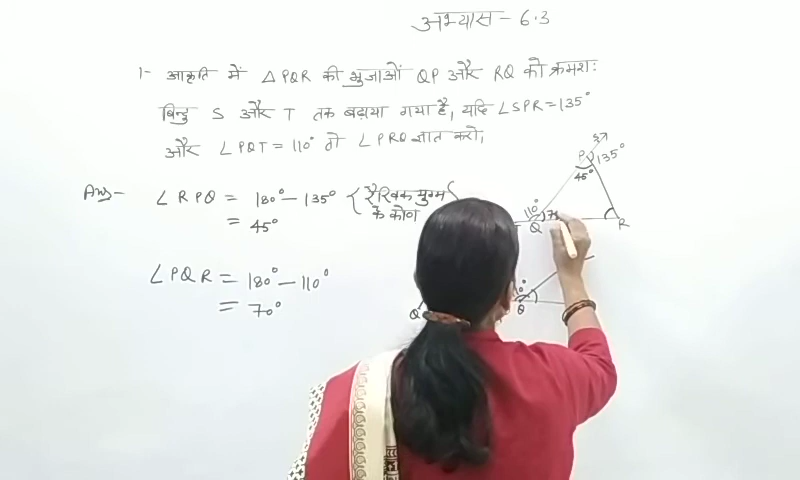 अभ्यास - 6.3
1- आकृति में △PQR की भुजाओं QP और RQ को क्रमशः
बिन्दु S और T तक बढ़ाया गया है, यदि ∠SPR = 135°
और ∠PQT = 110° तो ∠PRQ ज्ञात करो,
Ans - ∠RPQ = 180° - 135° { रैखिक युग्म
= 45° के कोण
∠PQR = 180° - 110°
= 70°
S
P 135°
45°
110° 7
Q R
Q Q